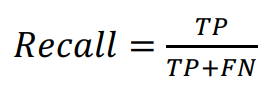 Recall = TP / TP+FN